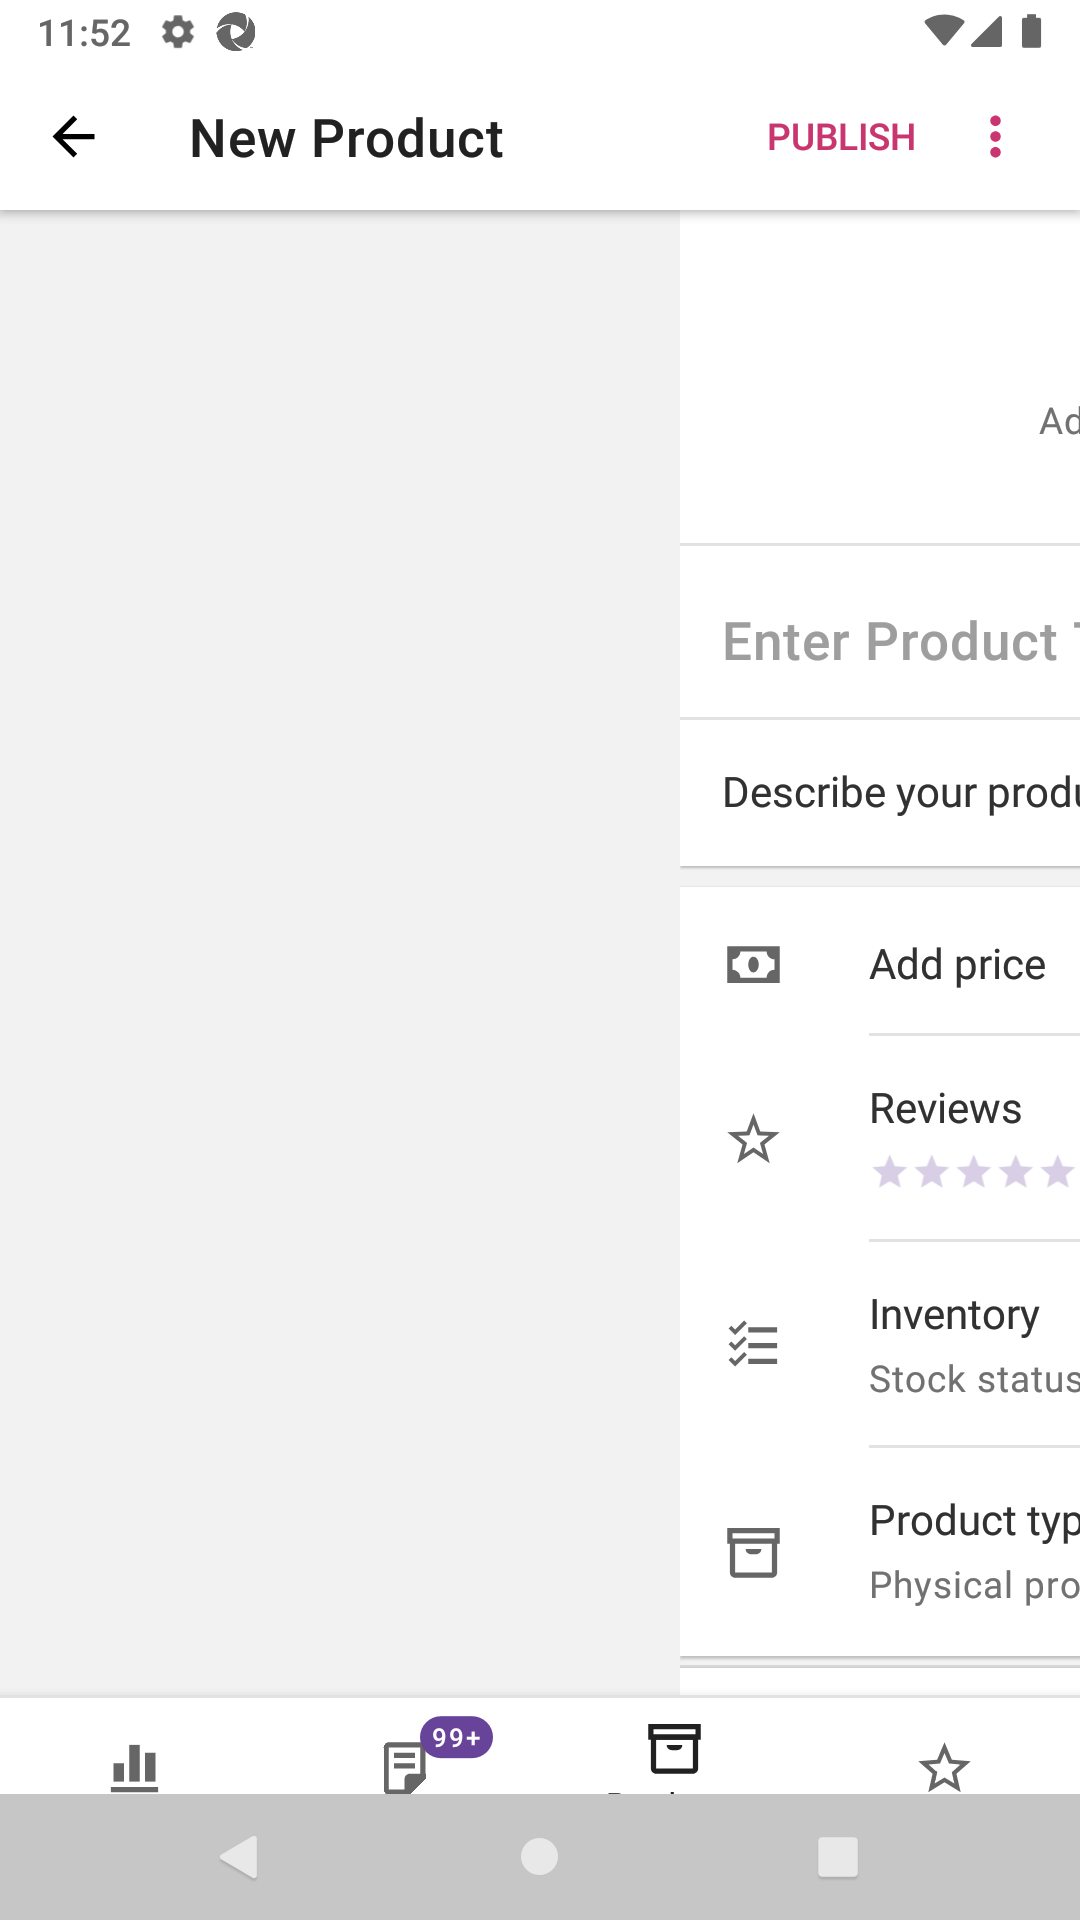 11:52
New Product
PUBLISH
Ad
Enter Product
Describe your produ
Add price
Reviews
Inventory
Stock status
Product typ
Physical pro
99+